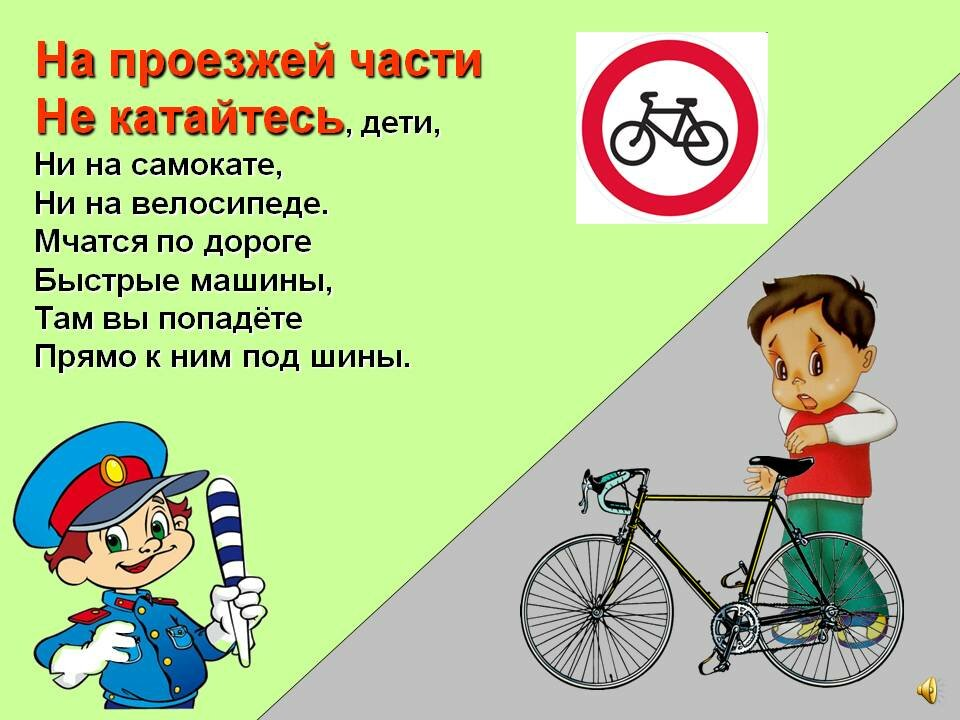 На проезжей части
Не катайтесь, дети,
Ни на самокате,
Ни на велосипеде.
Мчатся по дороге
Быстрые машины,
Там вы попадёте
Прямо к ним под шины.